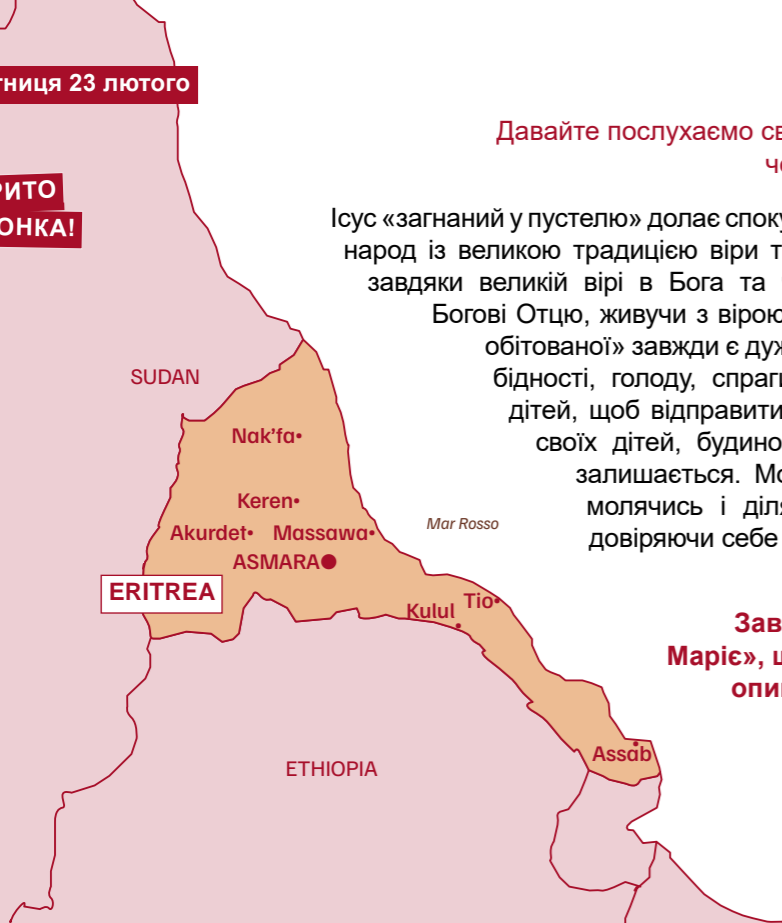 тниця 23 лютого
РИТО
ОНКА!
Давайте послухаємо св
че
Ісус «загнаний у пустелю» долає споку
народ із великою традицією віри т
завдяки великій вірі в Бога та
Богові Отцю, живучи з вірою
обітованої» завжди є дуж
бідності, голоду, спраги
дітей, щоб відправити
своїх дітей, будино
залишається. Мо
молячись і діля
довіряючи себе
Зав
Маріє», ц
опи
SUDAN
Nak’fa
Keren
Akurdet Massawa
ASMARA
ERITREA
Mar Rosso
Kulul
Tio
Assab
ETHIOPIA